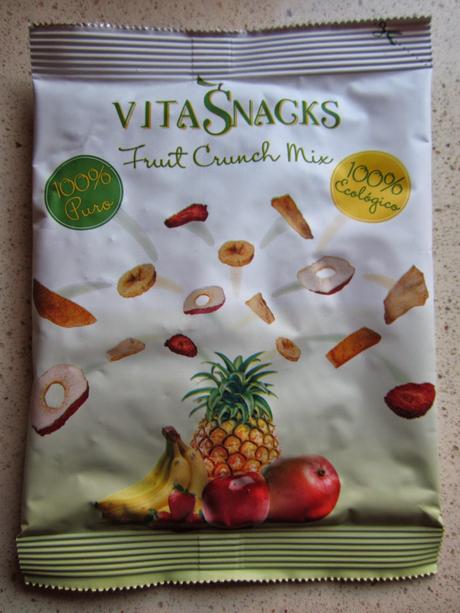 VITASNACKS
Fruit Crunch Mix
100%
Puro
100%
Ecológico